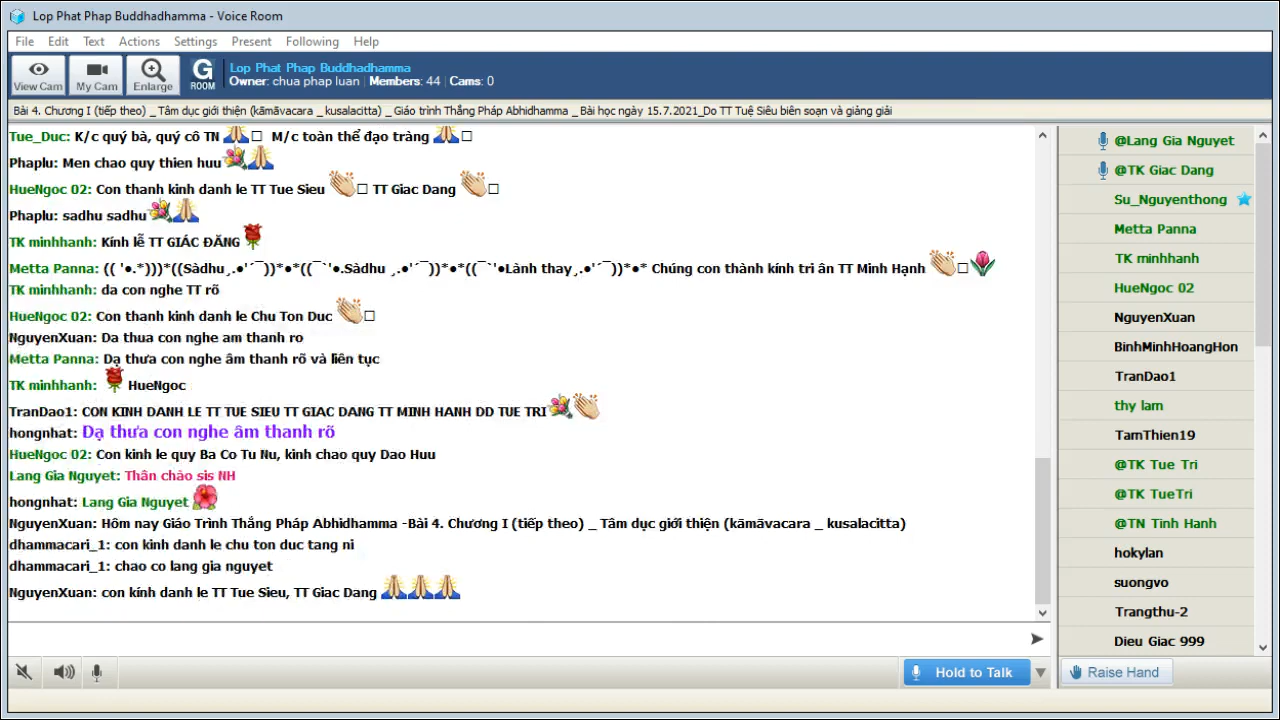 Lop Phat Phap Buddhadhamma - Voice Room
File Edit Text Actions Settings Present Following Help
View Cam My Cam Enlarge G ROOM
Lop Phat Phap Buddhadhamma
Owner: chua phap luan , Members: 44 , Cams: 0
Bài 4. Chương I (tiếp theo) _ Tâm dục giới thiện (kāmāvacara _ kusalacitta) _ Giáo trình Thắng Pháp Abhidhamma _ Bài học ngày 15.7.2021_Do TT Tuệ Siêu biên soạn và giảng giải
Tue_Duc: K/c quý bà, quý cô TN 🙏□ M/c toàn thể đạo tràng 🙏□
Phaplu: Men chao quy thien huu 💐🙏
HueNgoc 02: Con thanh kinh danh le TT Tue Sieu 👏□ TT Giac Dang 👏□
Phaplu: sadhu sadhu 💐🙏
TK minhhanh: Kính lễ TT GIÁC ĐĂNG 🌹
Metta Panna: (( '•.*)))*((Sàdhu¸.•'´¯))*•*((¯`'•.Sàdhu ¸.•'´¯))*•*((¯`'•Lành thay¸.•'´¯))*•* Chúng con thành kính tri ân TT Minh Hạnh 👏□🌷
TK minhhanh: da con nghe TT rõ
HueNgoc 02: Con thanh kinh danh le Chu Ton Duc 👏□
NguyenXuan: Da thua con nghe am thanh ro
Metta Panna: Dạ thưa con nghe âm thanh rõ và liên tục
TK minhhanh: 🌹 HueNgoc
TranDao1: CON KINH DANH LE TT TUE SIEU TT GIAC DANG TT MINH HANH DD TUE TRI 💐👏
hongnhat: Dạ thưa con nghe âm thanh rõ
HueNgoc 02: Con kinh le quy Ba Co Tu Nu, kinh chao quy Dao Huu
Lang Gia Nguyet: Thân chào sis NH
hongnhat: Lang Gia Nguyet 🌺
NguyenXuan: Hôm nay Giáo Trình Thắng Pháp Abhidhamma -Bài 4. Chương I (tiếp theo) _ Tâm dục giới thiện (kāmāvacara _ kusalacitta)
dhammacari_1: con kinh danh le chu ton duc tang ni
dhammacari_1: chao co lang gia nguyet
NguyenXuan: con kính danh le TT Tue Sieu, TT Giac Dang 🙏🙏🙏
Hold to Talk
@Lang Gia Nguyet
@TK Giac Dang
Su_Nguyenthong
Metta Panna
TK minhhanh
HueNgoc 02
NguyenXuan
BinhMinhHoangHon
TranDao1
thy lam
TamThien19
@TK Tue Tri
@TK TueTri
@TN Tinh Hanh
hokylan
suongvo
Trangthu-2
Dieu Giac 999
Raise Hand